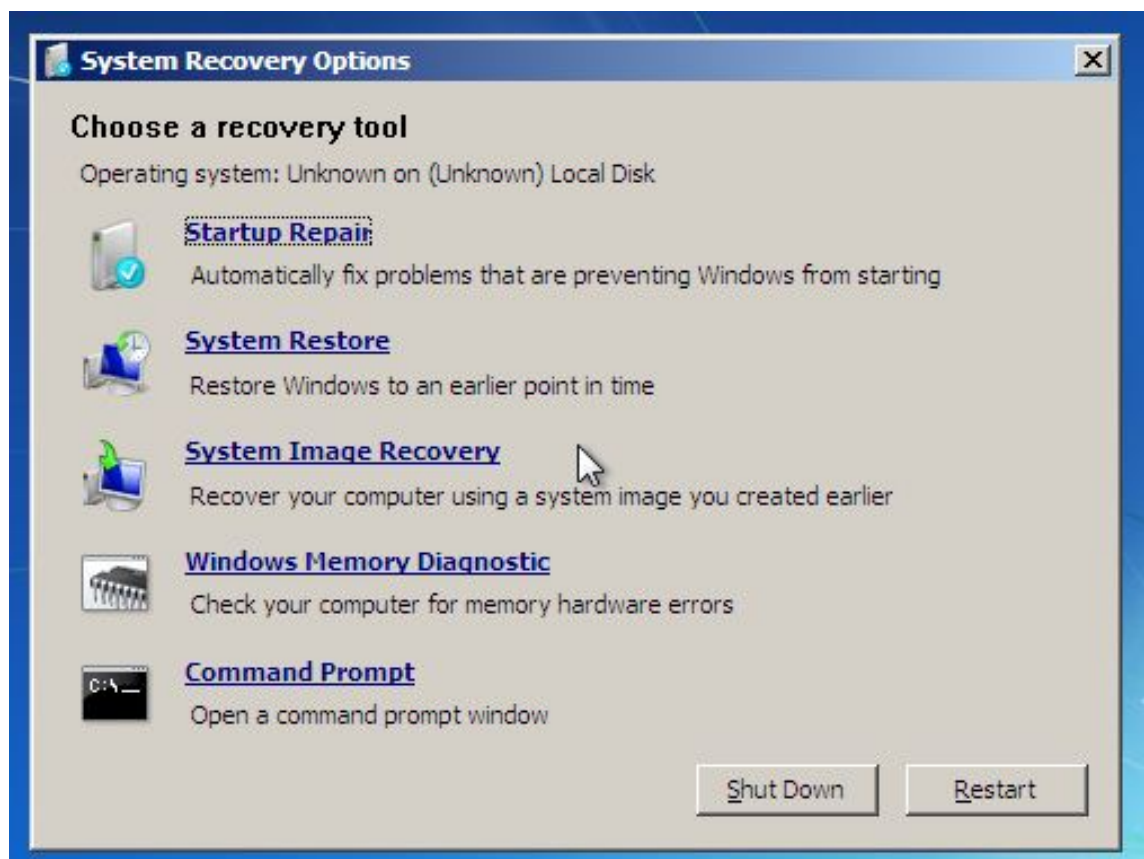 System Recovery Options
Choose a recovery tool
Operating system: Unknown on (Unknown) Local Disk
Startup Repair
Automatically fix problems that are preventing Windows from starting
System Restore
Restore Windows to an earlier point in time
System Image Recovery
Recover your computer using a system image you created earlier
Windows Memory Diagnostic
Check your computer for memory hardware errors
C:\_
Command Prompt
Open a command prompt window
Shut Down
Restart